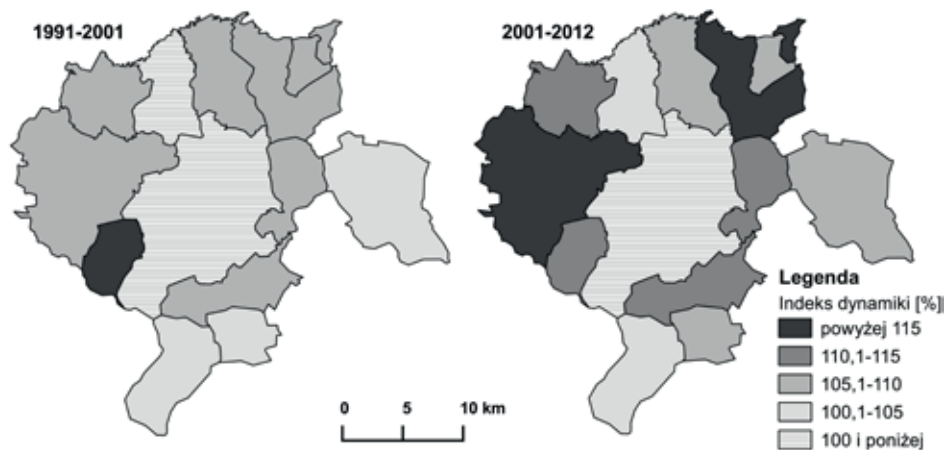 1991-2001
2001-2012
Legenda
Indeks dynamiki [%]
powyżej 115
110,1-115
105,1-110
100,1-105
100 i poniżej
0 5 10 km